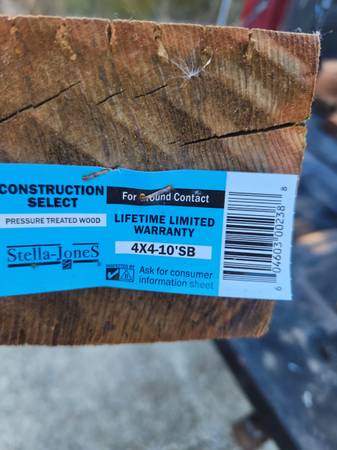 CONSTRUCTION
SELECT
PRESSURE TREATED WOOD
Stella-JoneS
For Ground Contact
LIFETIME LIMITED
WARRANTY
4X4-10'SB
Ask for consumer
information sheet
6 04603 00238 8